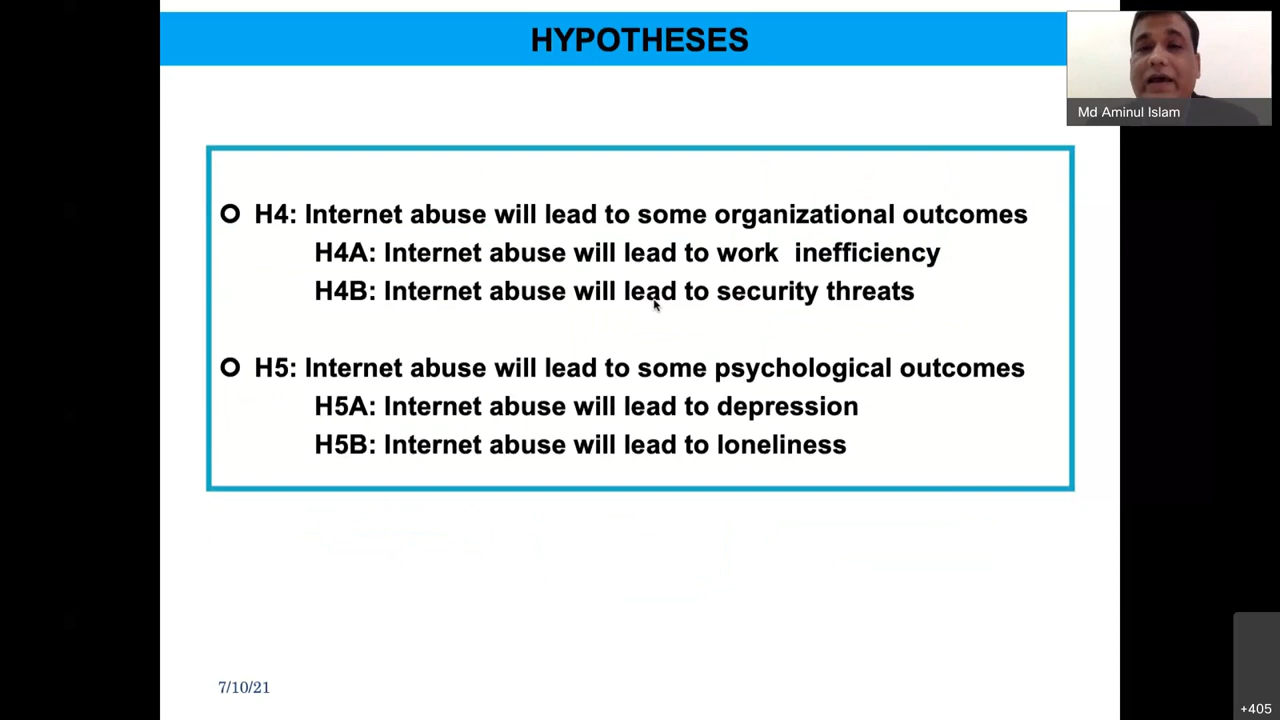 HYPOTHESES
Md Aminul Islam
O H4: Internet abuse will lead to some organizational outcomes
H4A: Internet abuse will lead to work inefficiency
H4B: Internet abuse will lead to security threats
O H5: Internet abuse will lead to some psychological outcomes
H5A: Internet abuse will lead to depression
H5B: Internet abuse will lead to loneliness
7/10/21
+405